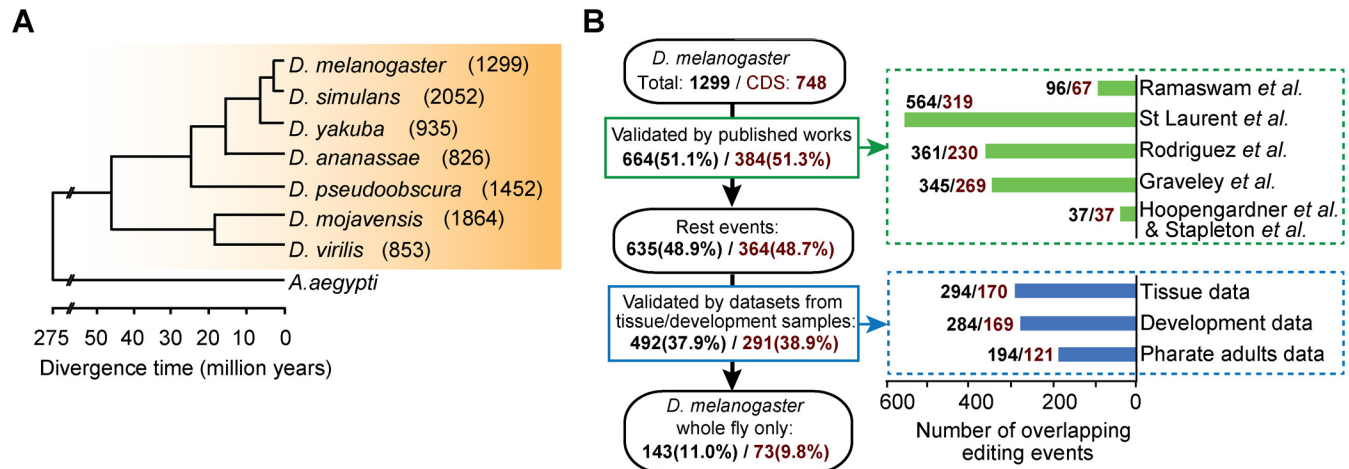 A
D. melanogaster (1299)
D. simulans (2052)
D. yakuba (935)
D. ananassae (826)
D. pseudoobscura (1452)
D. mojavensis (1864)
D. virilis (853)
A.aegypti
275 50 40 30 20 10 0
Divergence time (million years)
B
D. melanogaster
Total: 1299 / CDS: 748
Validated by published works
664(51.1%) / 384(51.3%)
Rest events:
635(48.9%) / 364(48.7%)
Validated by datasets from
tissue/development samples:
492(37.9%) / 291(38.9%)
D. melanogaster
whole fly only:
143(11.0%) / 73(9.8%)
96/67 Ramaswam et al.
564/319 St Laurent et al.
361/230 Rodriguez et al.
345/269 Graveley et al.
37/37 Hoopengardner et al.
& Stapleton et al.
294/170 Tissue data
284/169 Development data
194/121 Pharate adults data
600 400 200 0
Number of overlapping
editing events